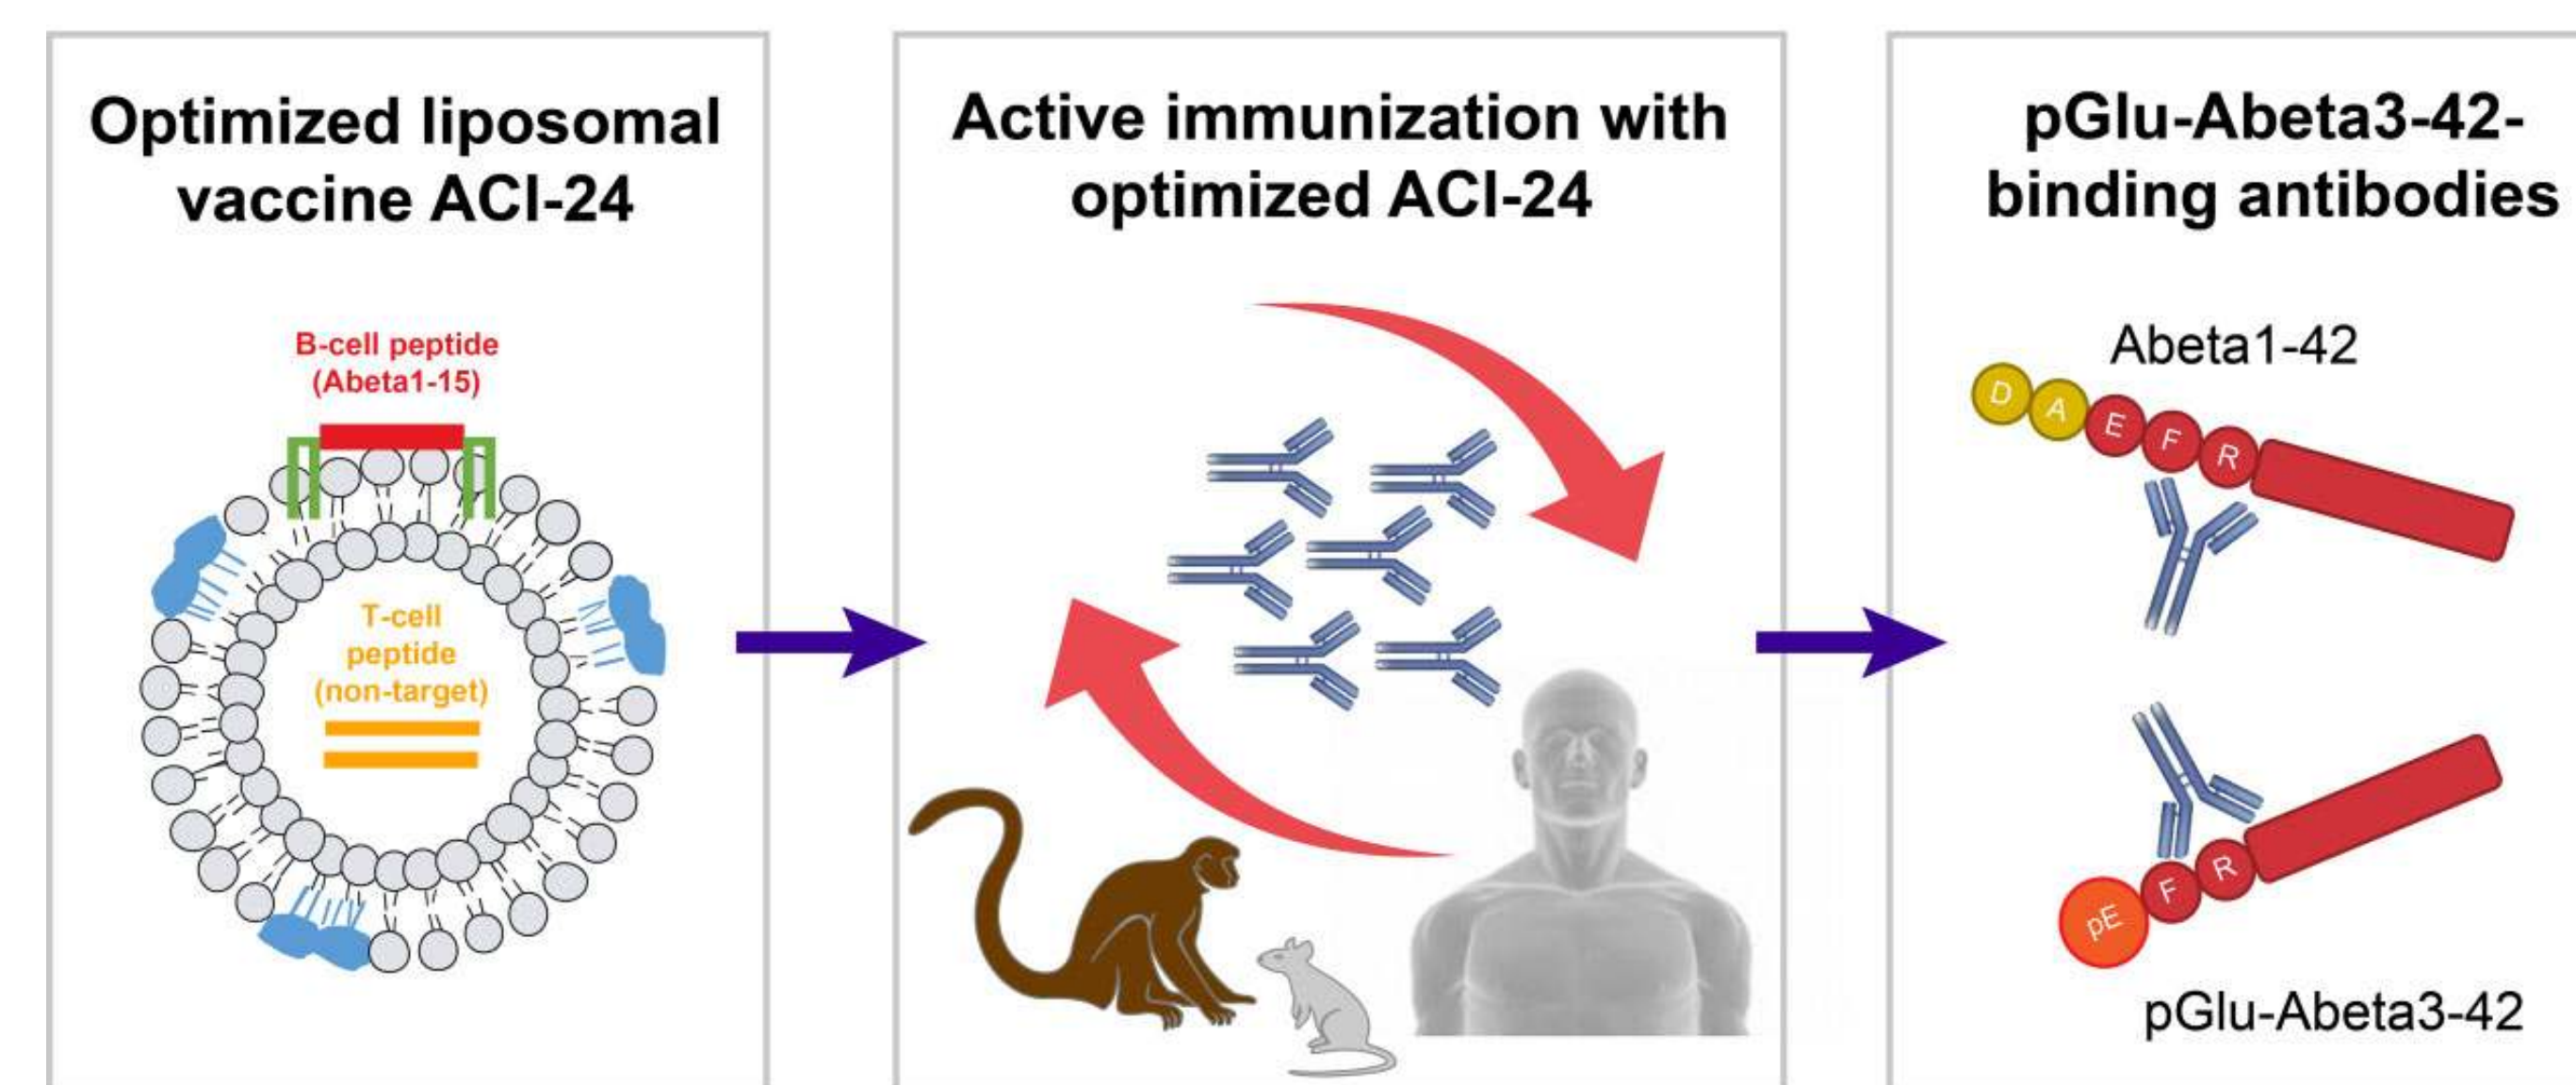 Optimized liposomal
vaccine ACI-24
B-cell peptide
(Abeta1-15)
T-cell
peptide
(non-target)
Active immunization with
optimized ACI-24
pGlu-Abeta3-42-
binding antibodies
Abeta1-42
D A E F R
pE F R
pGlu-Abeta3-42